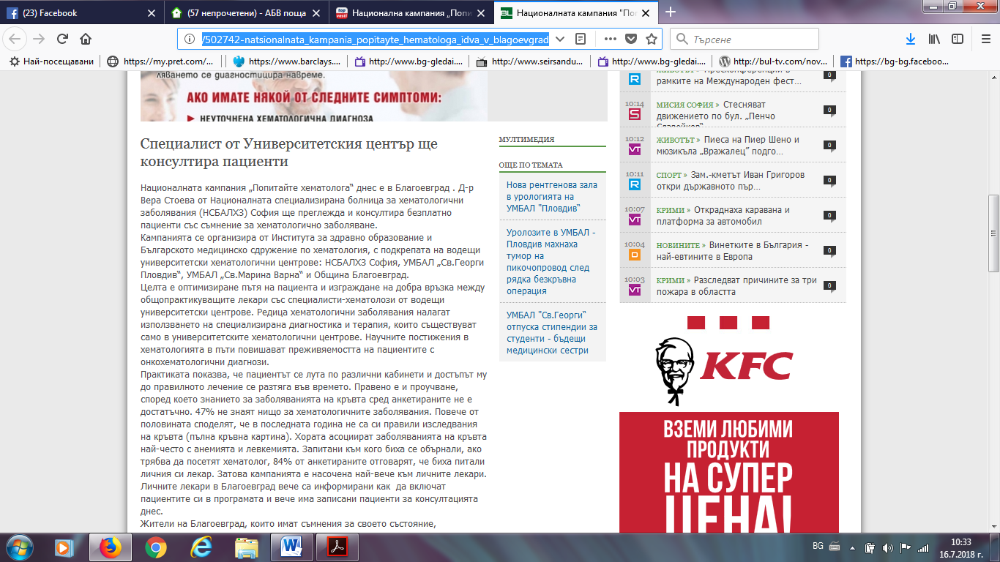 (23) Facebook
(57 непрочетени) - АБВ поща
Национална кампания „Попи
Националната кампания "Поп
/502742-natsionalnata_kampania_popitayte_hematologa_idva_v_blagoevgrad
Търсене
Най-посещавани
https://my.pret.com/...
https://www.barclays....
http://www.bg-gledai....
http://www.seirsandu...
http://www.bg-gledai....
http://bul-tv.com/nov...
https://bg-bg.faceboo...
ляването се диагностицира навреме.
АКО ИМАТЕ НЯКОЙ ОТ СЛЕДНИТЕ СИМПТОМИ:
НЕУТОЧНЕНА ХЕМАТОЛОГИЧНА ДИАГНОЗА
Специалист от Университетския център ще
консултира пациенти
Националната кампания „Попитайте хематолога“ днес е в Благоевград . Д-р
Вера Стоева от Националната специализирана болница за хематологични
заболявания (НСБАЛХЗ) София ще преглежда и консултира безплатно
пациенти със съмнение за хематологично заболяване.
Кампанията се организира от Института за здравно образование и
Българското медицинско сдружение по хематология, с подкрепата на водещи
университетски хематологични центрове: НСБАЛХЗ София, УМБАЛ „Св.Георги
Пловдив“, УМБАЛ „Св.Марина Варна“ и Община Благоевград.
Целта е оптимизиране пътя на пациента и изграждане на добра връзка между
общопрактикуващите лекари със специалисти-хематолози от водещи
университетски центрове. Редица хематологични заболявания налагат
използването на специализирана диагностика и терапия, които съществуват
само в университетските хематологични центрове. Научните постижения в
хематологията в пъти повишават преживяемостта на пациентите с
онкохематологични диагнози.
Практиката показва, че пациентът се лута по различни кабинети и достъпът му
до правилното лечение се разтяга във времето. Правено е и проучване,
според което знанието за заболяванията на кръвта сред анкетираните не е
достатъчно. 47% не знаят нищо за хематологичните заболявания. Повече от
половината споделят, че в последната година не са си правили изследвания
на кръвта (пълна кръвна картина). Хората асоциират заболяванията на кръвта
най-често с анемията и левкемията. Запитани към кого биха се обърнали, ако
трябва да посетят хематолог, 84% от анкетираните отговарят, че биха питали
личния си лекар. Затова кампанията е насочена най-вече към личните лекари.
Личните лекари в Благоевград вече са информирани как  да включат
пациентите си в програмата и вече има записани пациенти за консултацията
днес.
Жители на Благоевград, които имат съмнения за своето състояние,
МУЛТИМЕДИЯ
ОЩЕ ПО ТЕМАТА
Нова рентгенова зала
в урологията на
УМБАЛ "Пловдив“
Уролозите в УМБАЛ -
Пловдив махнаха
тумор на
пикочопровод след
рядка безкръвна
операция
УМБАЛ "Св.Георги“
отпуска стипендии за
студенти - бъдещи
медицински сестри
ЖИВОТЪТ » Пресконференции в
рамките на Международен фест...
0
10:14
S
МИСИЯ СОФИЯ » Стесняват
движението по бул. „Пенчо
Славейков“
0
10:12
VT
ЖИВОТЪТ » Пиеса на Пиер Шено и
мюзикъла „Вражалец” подго...
0
10:11
R
СПОРТ » Зам.-кметът Иван Григоров
откри държавното пър...
0
10:07
VT
КРИМИ » Откраднаха каравана и
платформа за автомобил
0
10:04
D
НОВИНИТЕ » Винетките в България -
най-евтините в Европа
0
10:03
VT
КРИМИ » Разследват причините за три
пожара в областта
0
KFC
ВЗЕМИ ЛЮБИМИ
ПРОДУКТИ
НА СУПЕР
ЦЕНА!
BG
10:33
16.7.2018 г.